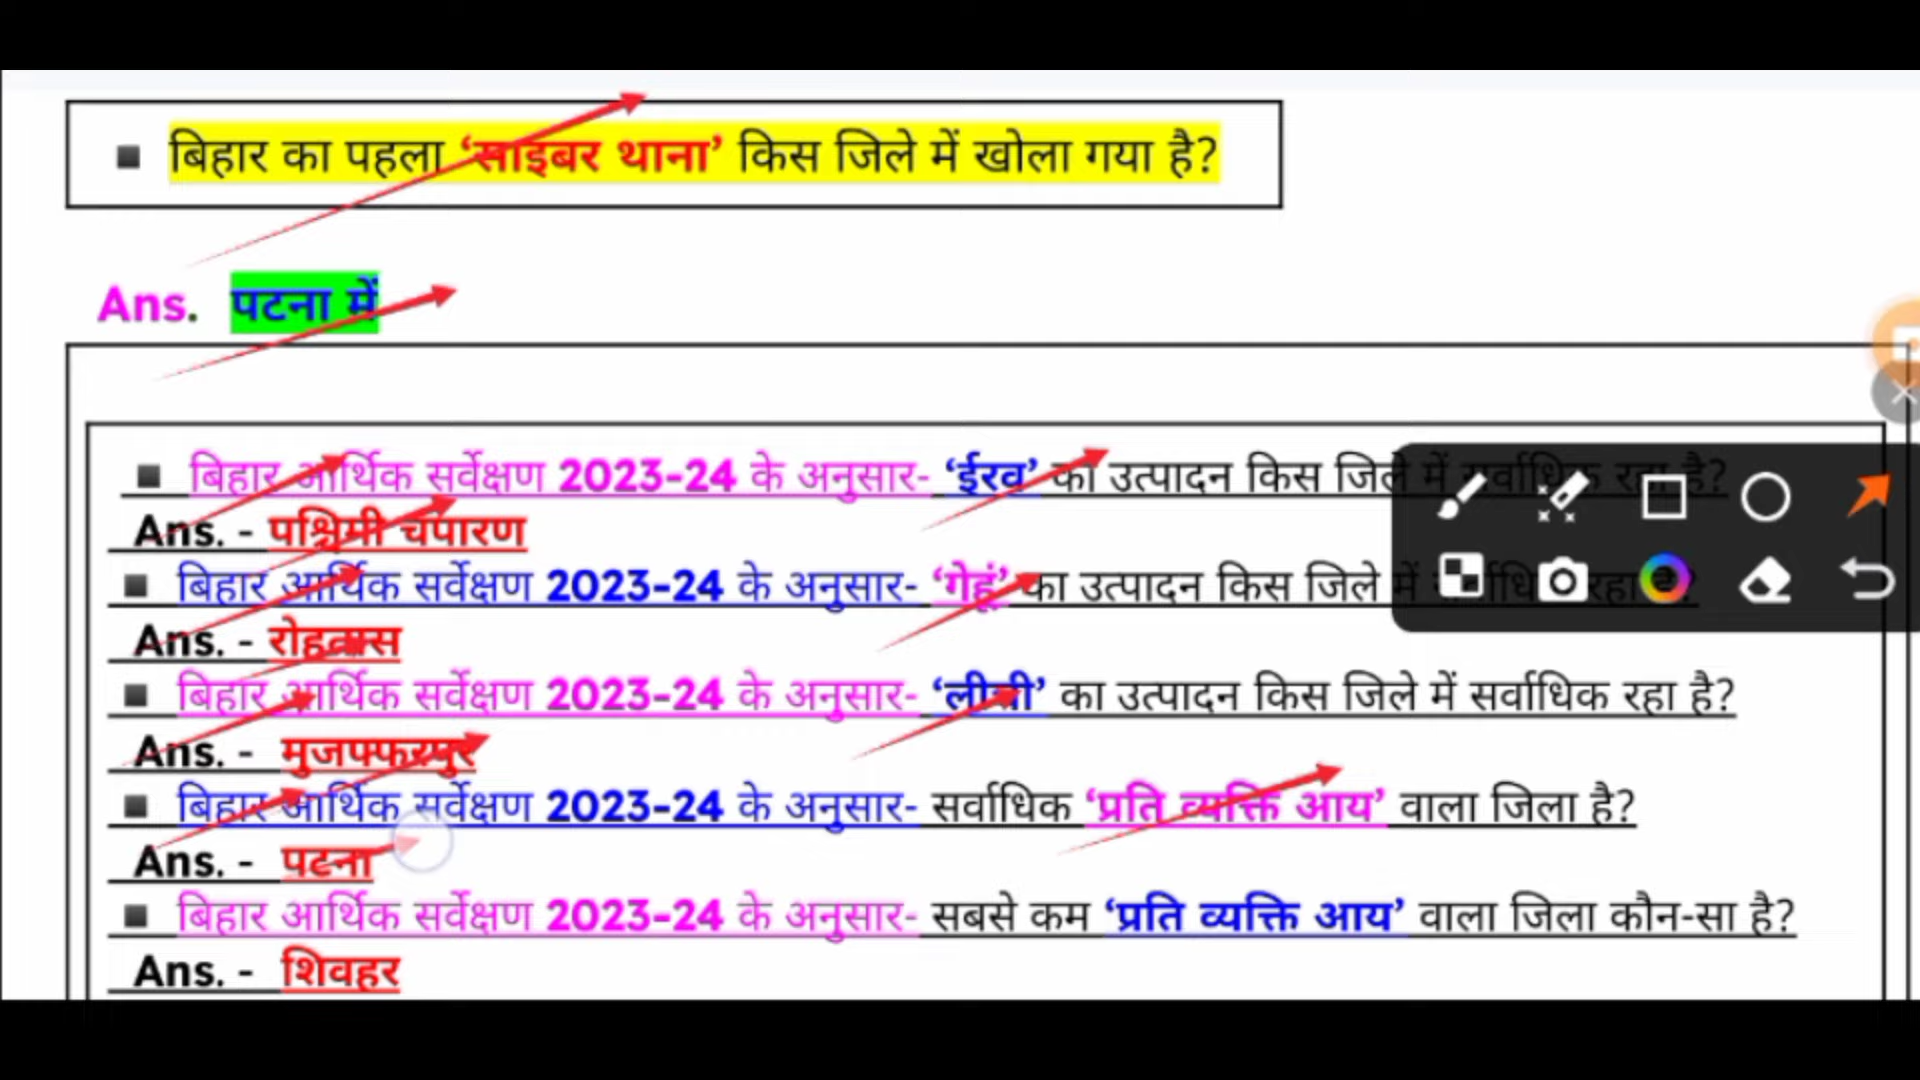 ▪ बिहार का पहला ‘साइबर थाना’ किस जिले में खोला गया है?
Ans. पटना में
▪ बिहार आर्थिक सर्वेक्षण 2023-24 के अनुसार- ‘ईरव’ का उत्पादन किस जिले में सर्वाधिक रहा है?
Ans. - पश्चिमी चंपारण
▪ बिहार आर्थिक सर्वेक्षण 2023-24 के अनुसार- ‘गेहूं’ का उत्पादन किस जिले में सर्वाधिक रहा है?
Ans. - रोहतास
▪ बिहार आर्थिक सर्वेक्षण 2023-24 के अनुसार- ‘लीची’ का उत्पादन किस जिले में सर्वाधिक रहा है?
Ans. - मुजफ्फरपुर
▪ बिहार आर्थिक सर्वेक्षण 2023-24 के अनुसार- सर्वाधिक ‘प्रति व्यक्ति आय’ वाला जिला है?
Ans. - पटना
▪ बिहार आर्थिक सर्वेक्षण 2023-24 के अनुसार- सबसे कम ‘प्रति व्यक्ति आय’ वाला जिला कौन-सा है?
Ans. - शिवहर